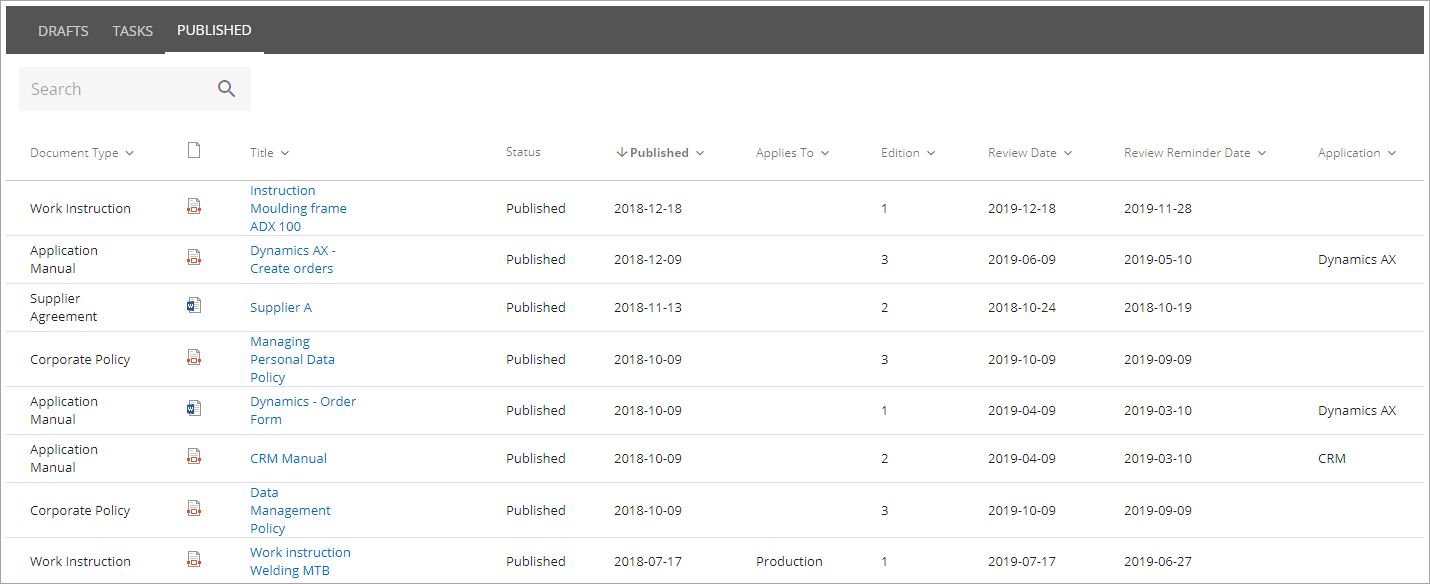 DRAFTS TASKS PUBLISHED
Search
Document Type Title Status Published Applies To Edition Review Date Review Reminder Date Application
Work Instruction Instruction Moulding frame ADX 100 Published 2018-12-18 1 2019-12-18 2019-11-28
Application Manual Dynamics AX - Create orders Published 2018-12-09 3 2019-06-09 2019-05-10 Dynamics AX
Supplier Agreement Supplier A Published 2018-11-13 2 2018-10-24 2018-10-19
Corporate Policy Managing Personal Data Policy Published 2018-10-09 3 2019-10-09 2019-09-09
Application Manual Dynamics - Order Form Published 2018-10-09 1 2019-04-09 2019-03-10 Dynamics AX
Application Manual CRM Manual Published 2018-10-09 2 2019-04-09 2019-03-10 CRM
Corporate Policy Data Management Policy Published 2018-10-09 3 2019-10-09 2019-09-09
Work Instruction Work instruction Welding MTB Published 2018-07-17 Production 1 2019-07-17 2019-06-27